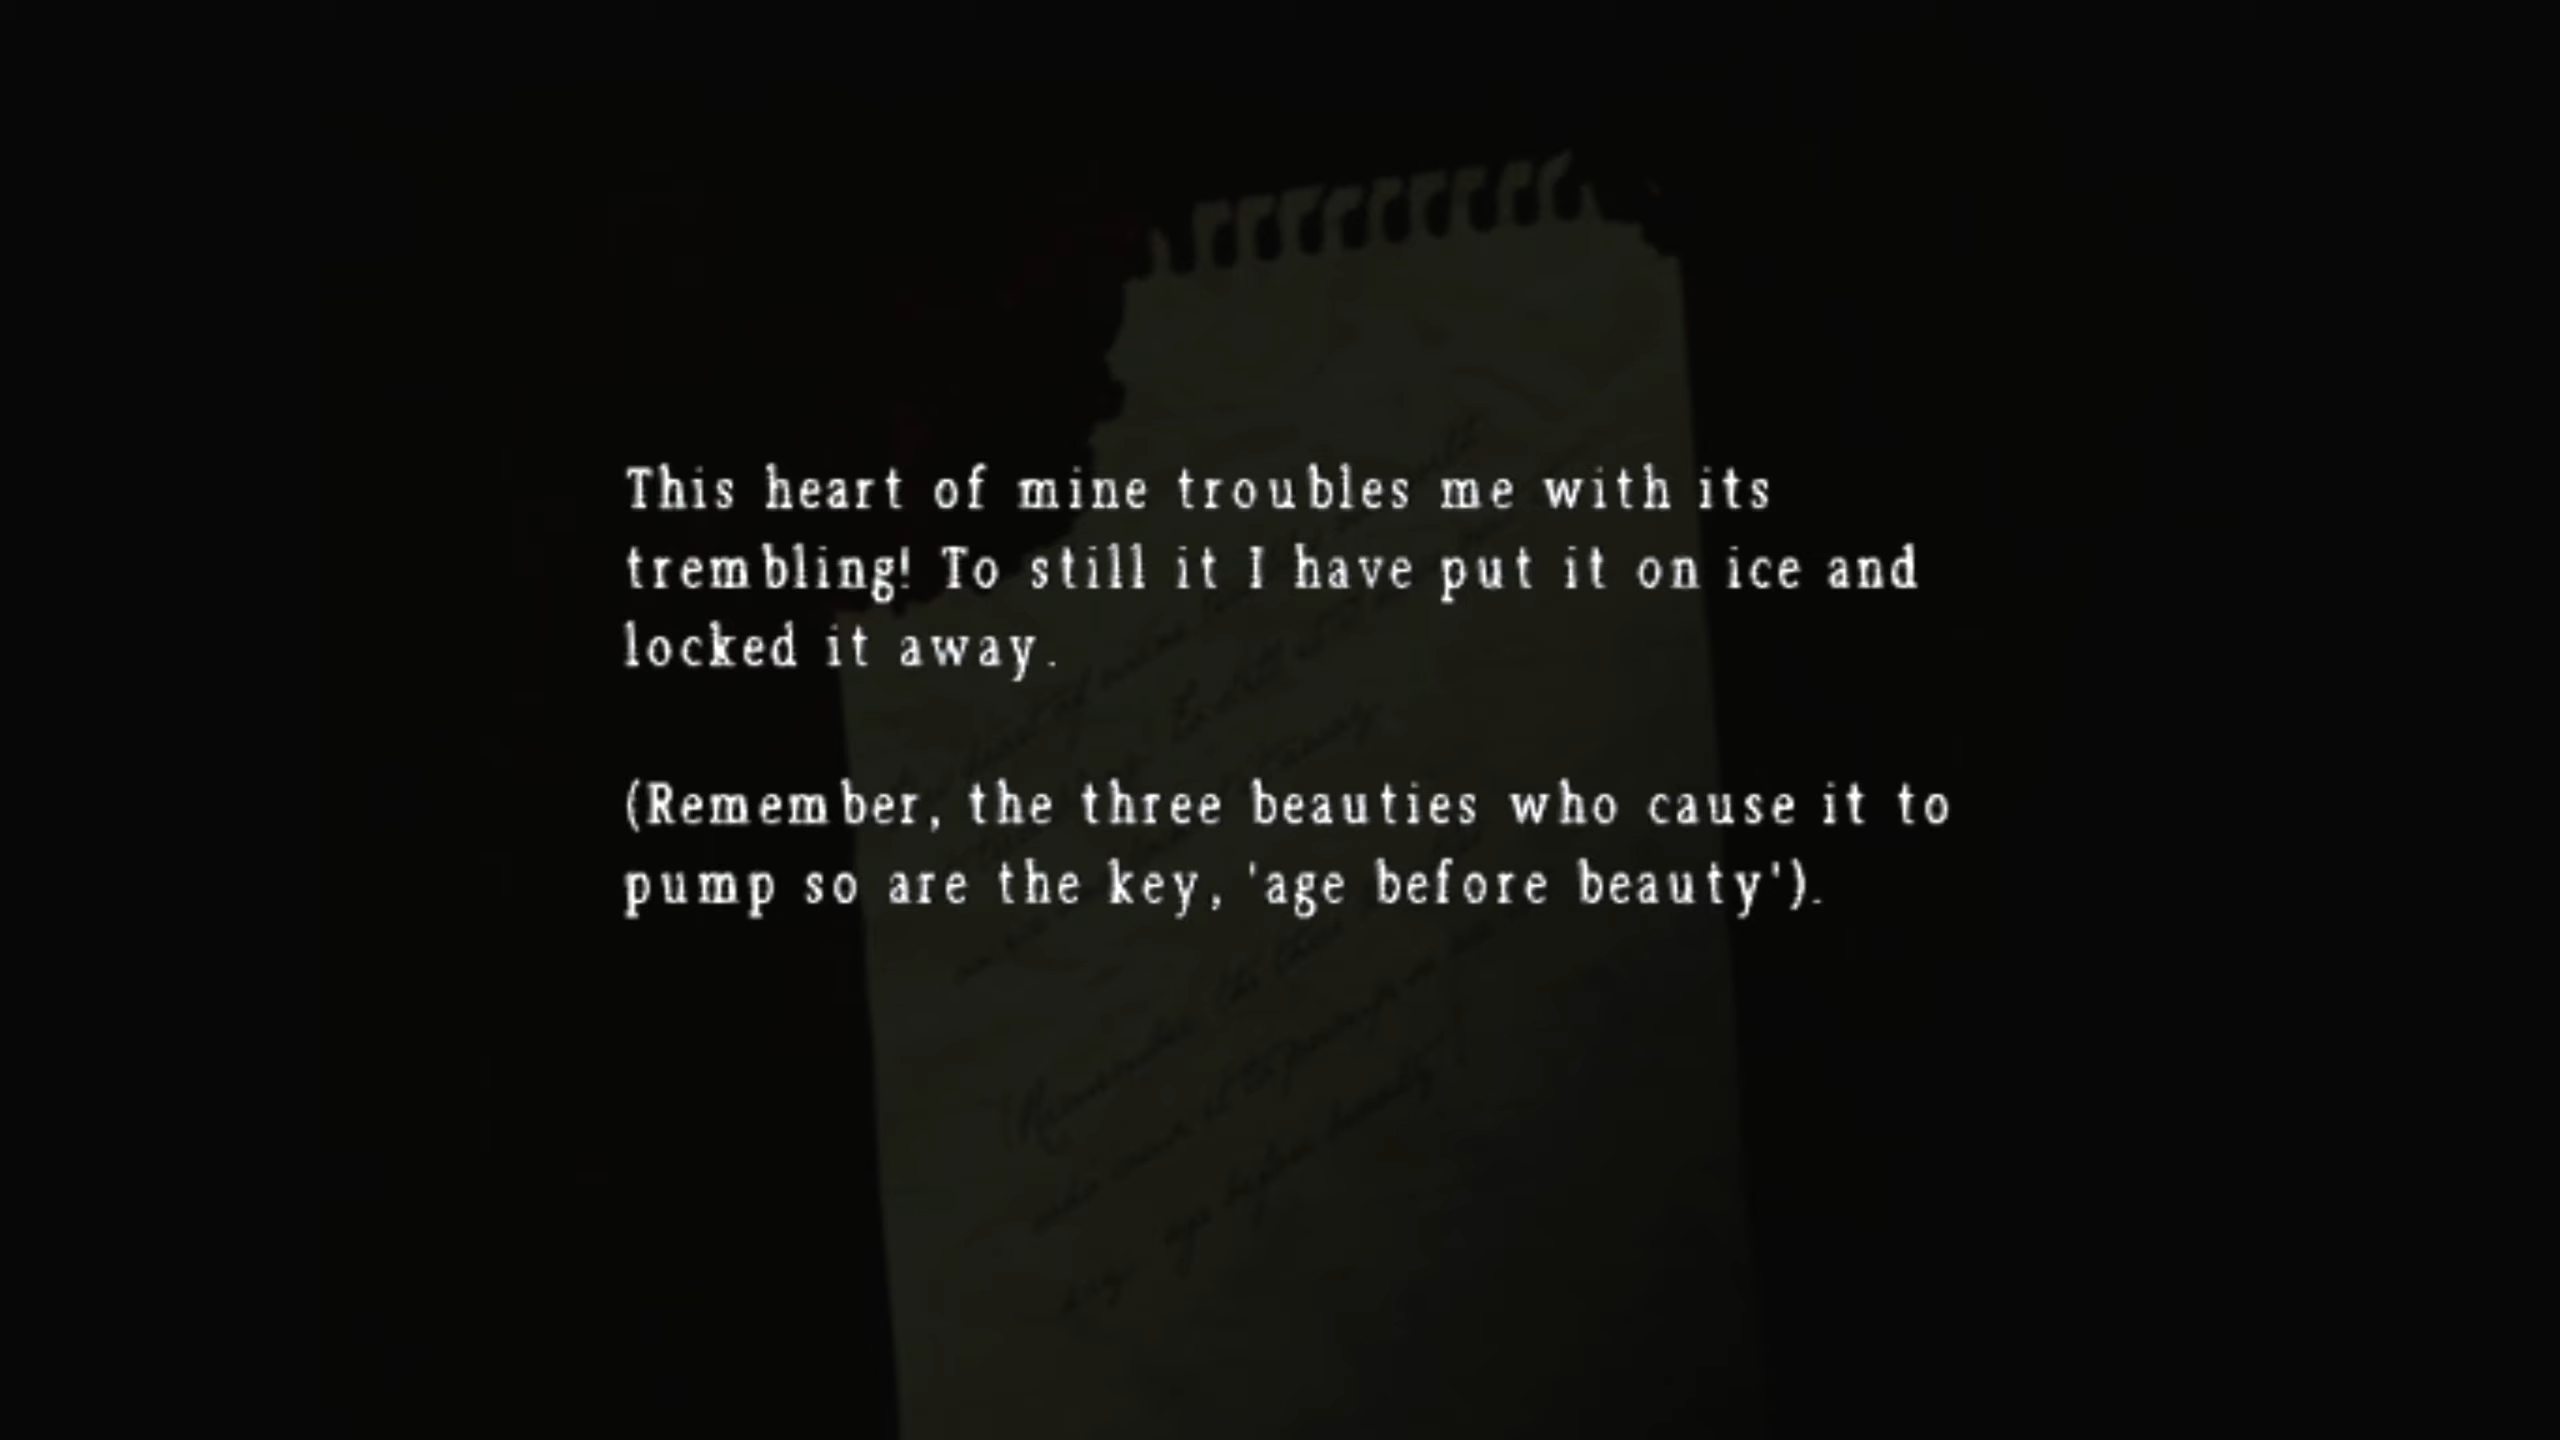 This heart of mine troubles me with its
trembling! To still it I have put it on ice and
locked it away.
(Remember, the three beauties who cause it to
pump so are the key, 'age before beauty').